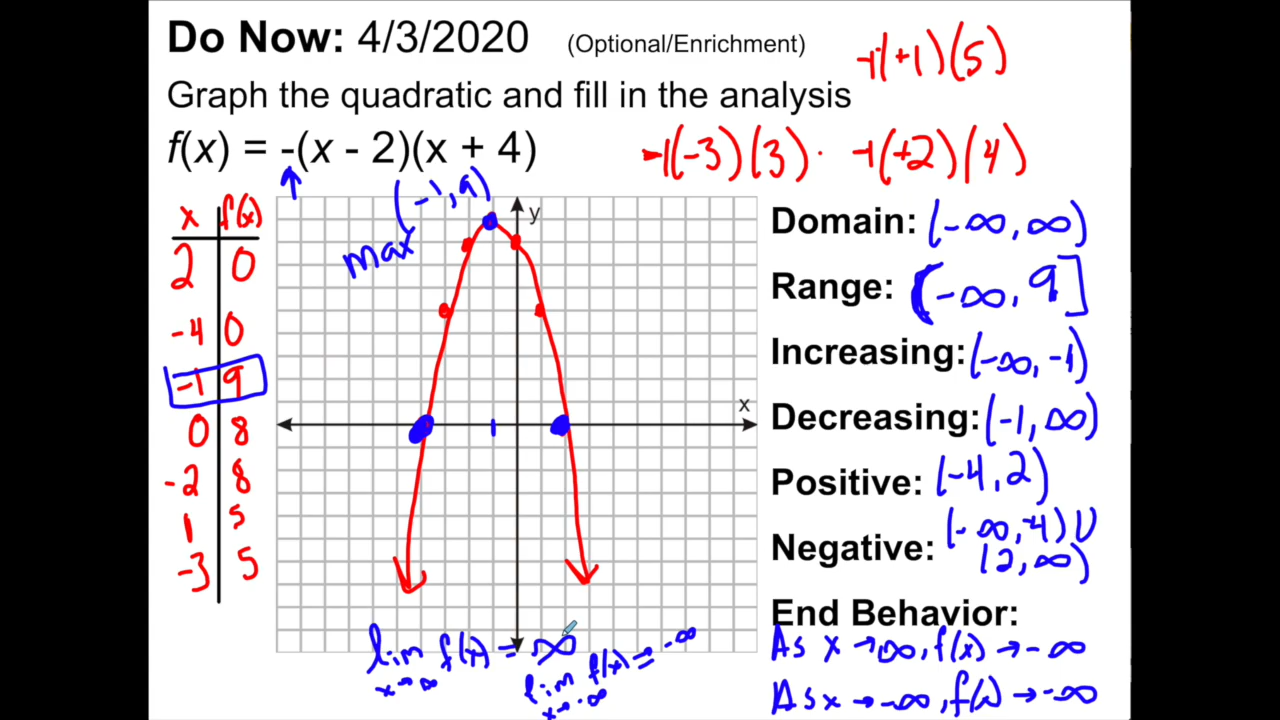 Do Now: 4/3/2020 (Optional/Enrichment)
-1(+1)(5)
Graph the quadratic and fill in the analysis
f(x) = -(x - 2)(x + 4)
-1(-3)(3) · -1(+2)(4)
x f(x)
2 0
-4 0
-1 9
0 8
-2 8
1 5
-3 5
(-1, 9)
max
y
x
1
lim f(x) = ∞
x→∞
lim f(x) = -∞
x→-∞
Domain: (-∞, ∞)
Range: (-∞, 9]
Increasing: (-∞, -1)
Decreasing: (-1, ∞)
Positive: (-4, 2)
Negative: (-∞, -4) U
(2, ∞)
End Behavior:
As x → ∞, f(x) → -∞
As x → -∞, f(x) → -∞